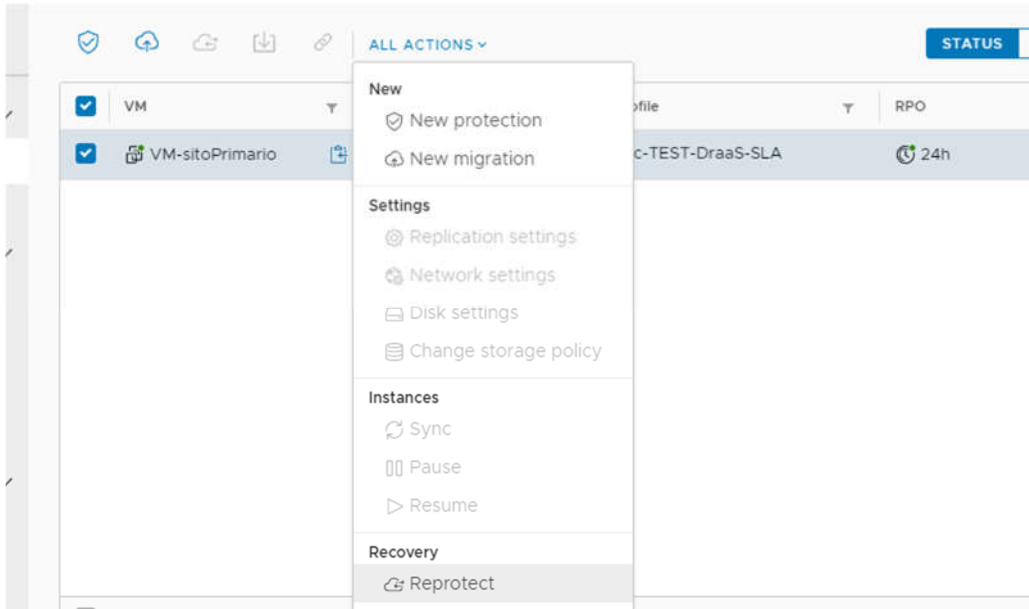 ALL ACTIONS
STATUS
VM
RPO
VM-sitoPrimario
c-TEST-DraaS-SLA
24h
New
New protection
New migration
Settings
Replication settings
Network settings
Disk settings
Change storage policy
Instances
Sync
Pause
Resume
Recovery
Reprotect